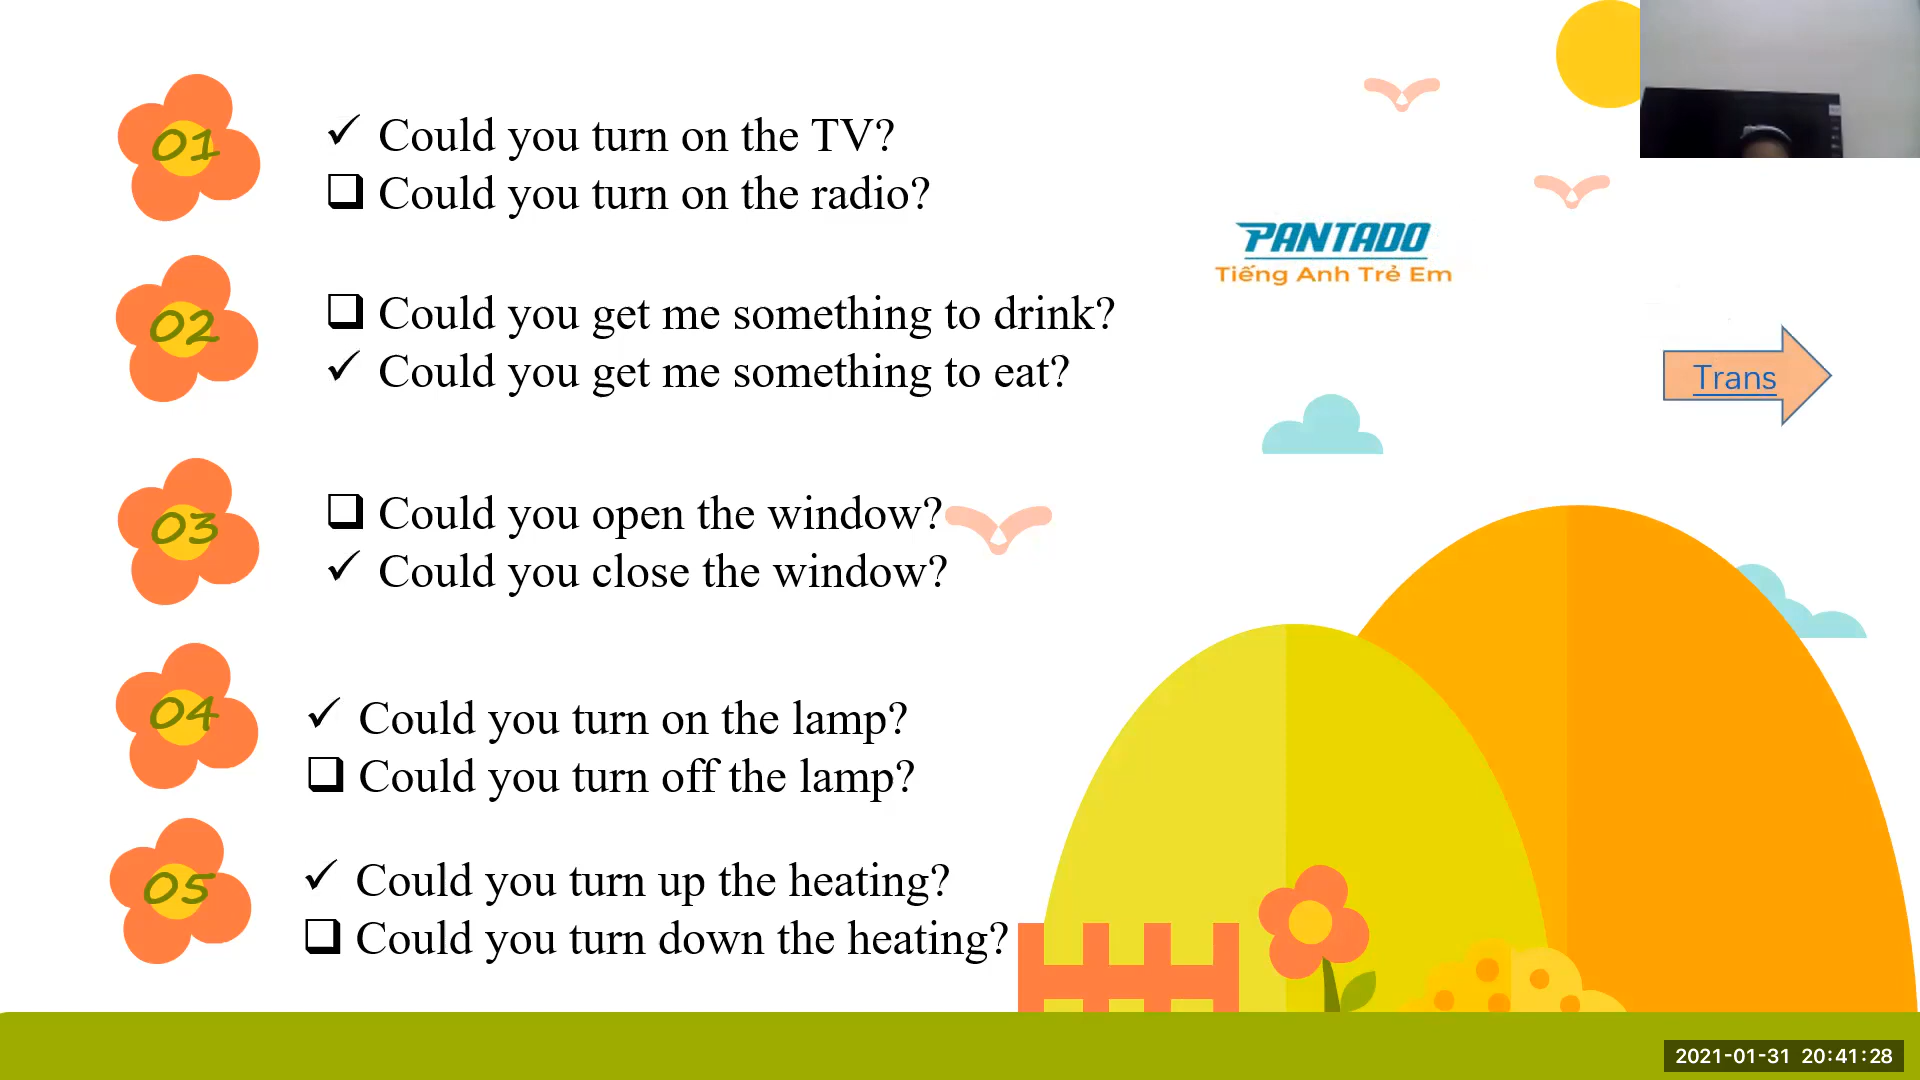 01
✓ Could you turn on the TV?
❑ Could you turn on the radio?
02
❑ Could you get me something to drink?
✓ Could you get me something to eat?
03
❑ Could you open the window?
✓ Could you close the window?
04
✓ Could you turn on the lamp?
❑ Could you turn off the lamp?
05
✓ Could you turn up the heating?
❑ Could you turn down the heating?
PANTADO
Tiếng Anh Trẻ Em
Trans
2021-01-31 20:41:28